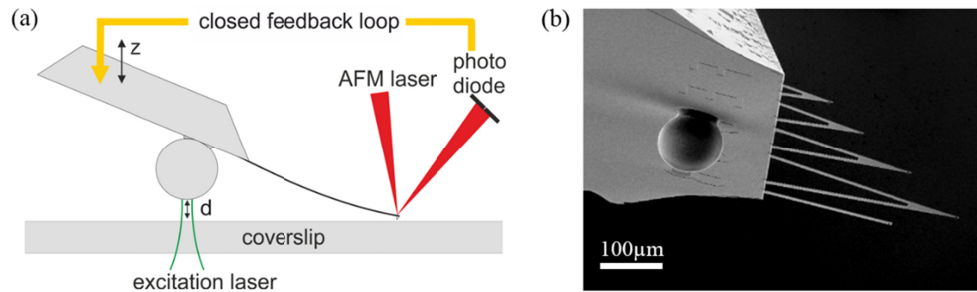 (a)
closed feedback loop
z
AFM laser
photo
diode
d
coverslip
excitation laser
(b)
100µm